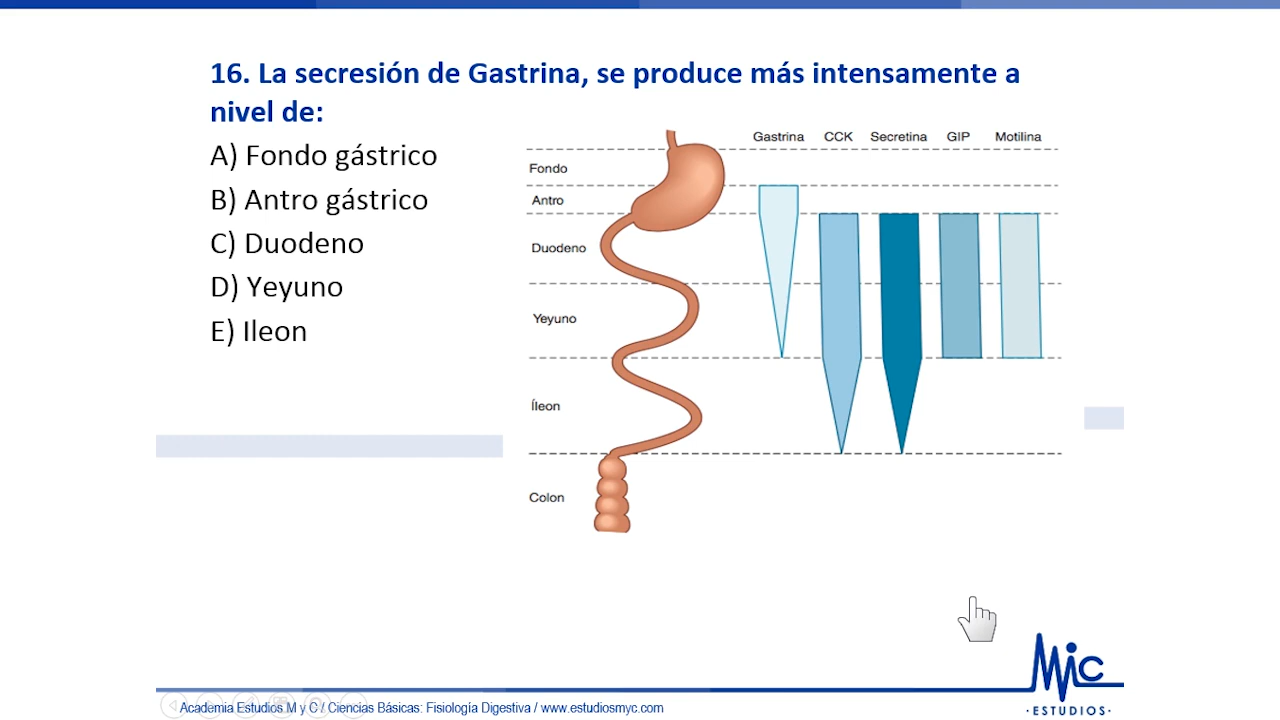 16. La secresión de Gastrina, se produce más intensamente a
nivel de:
A) Fondo gástrico
B) Antro gástrico
C) Duodeno
D) Yeyuno
E) Ileon
Gastrina CCK Secretina GIP Motilina
Fondo
Antro
Duodeno
Yeyuno
Íleon
Colon
MiC
·ESTUDIOS·
Academia Estudios M y C / Ciencias Básicas: Fisiología Digestiva / www.estudiosmyc.com